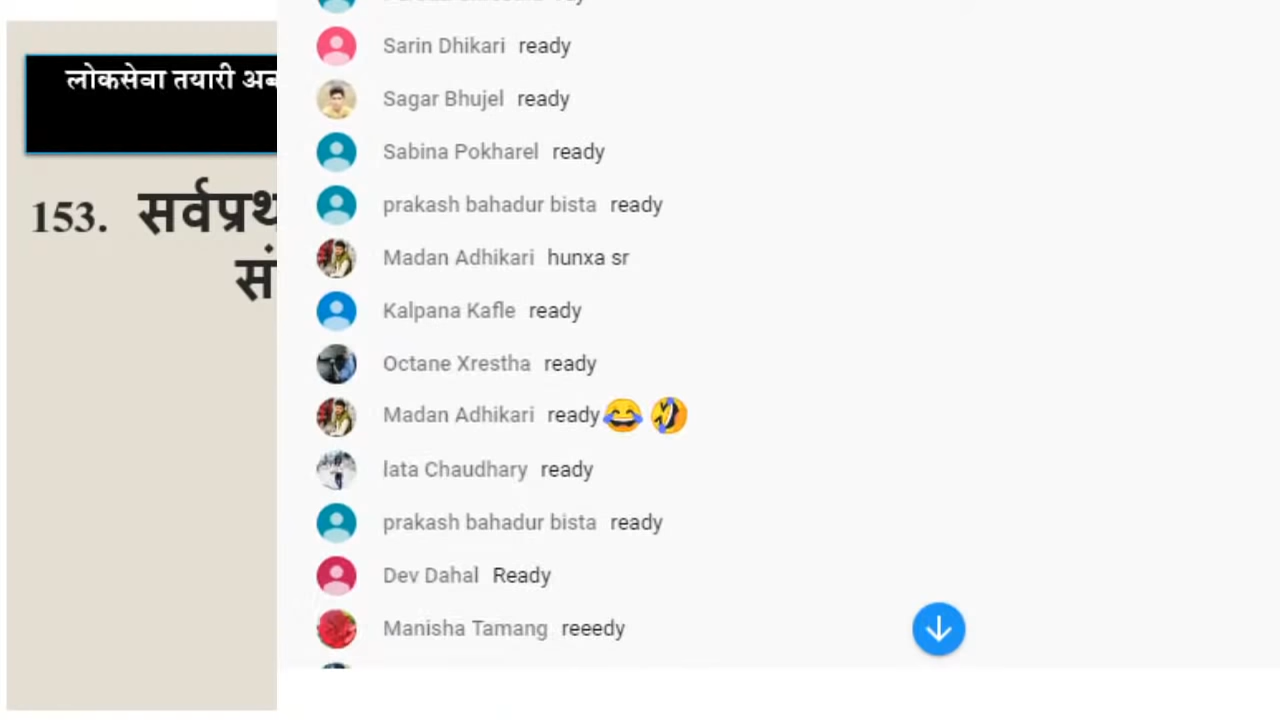 लोकसेवा तयारी
153. सर्वप्रथ
सं
Sarin Dhikari ready
Sagar Bhujel ready
Sabina Pokharel ready
prakash bahadur bista ready
Madan Adhikari hunxa sr
Kalpana Kafle ready
Octane Xrestha ready
Madan Adhikari ready😂 🤣
lata Chaudhary ready
prakash bahadur bista ready
Dev Dahal Ready
Manisha Tamang reeedy